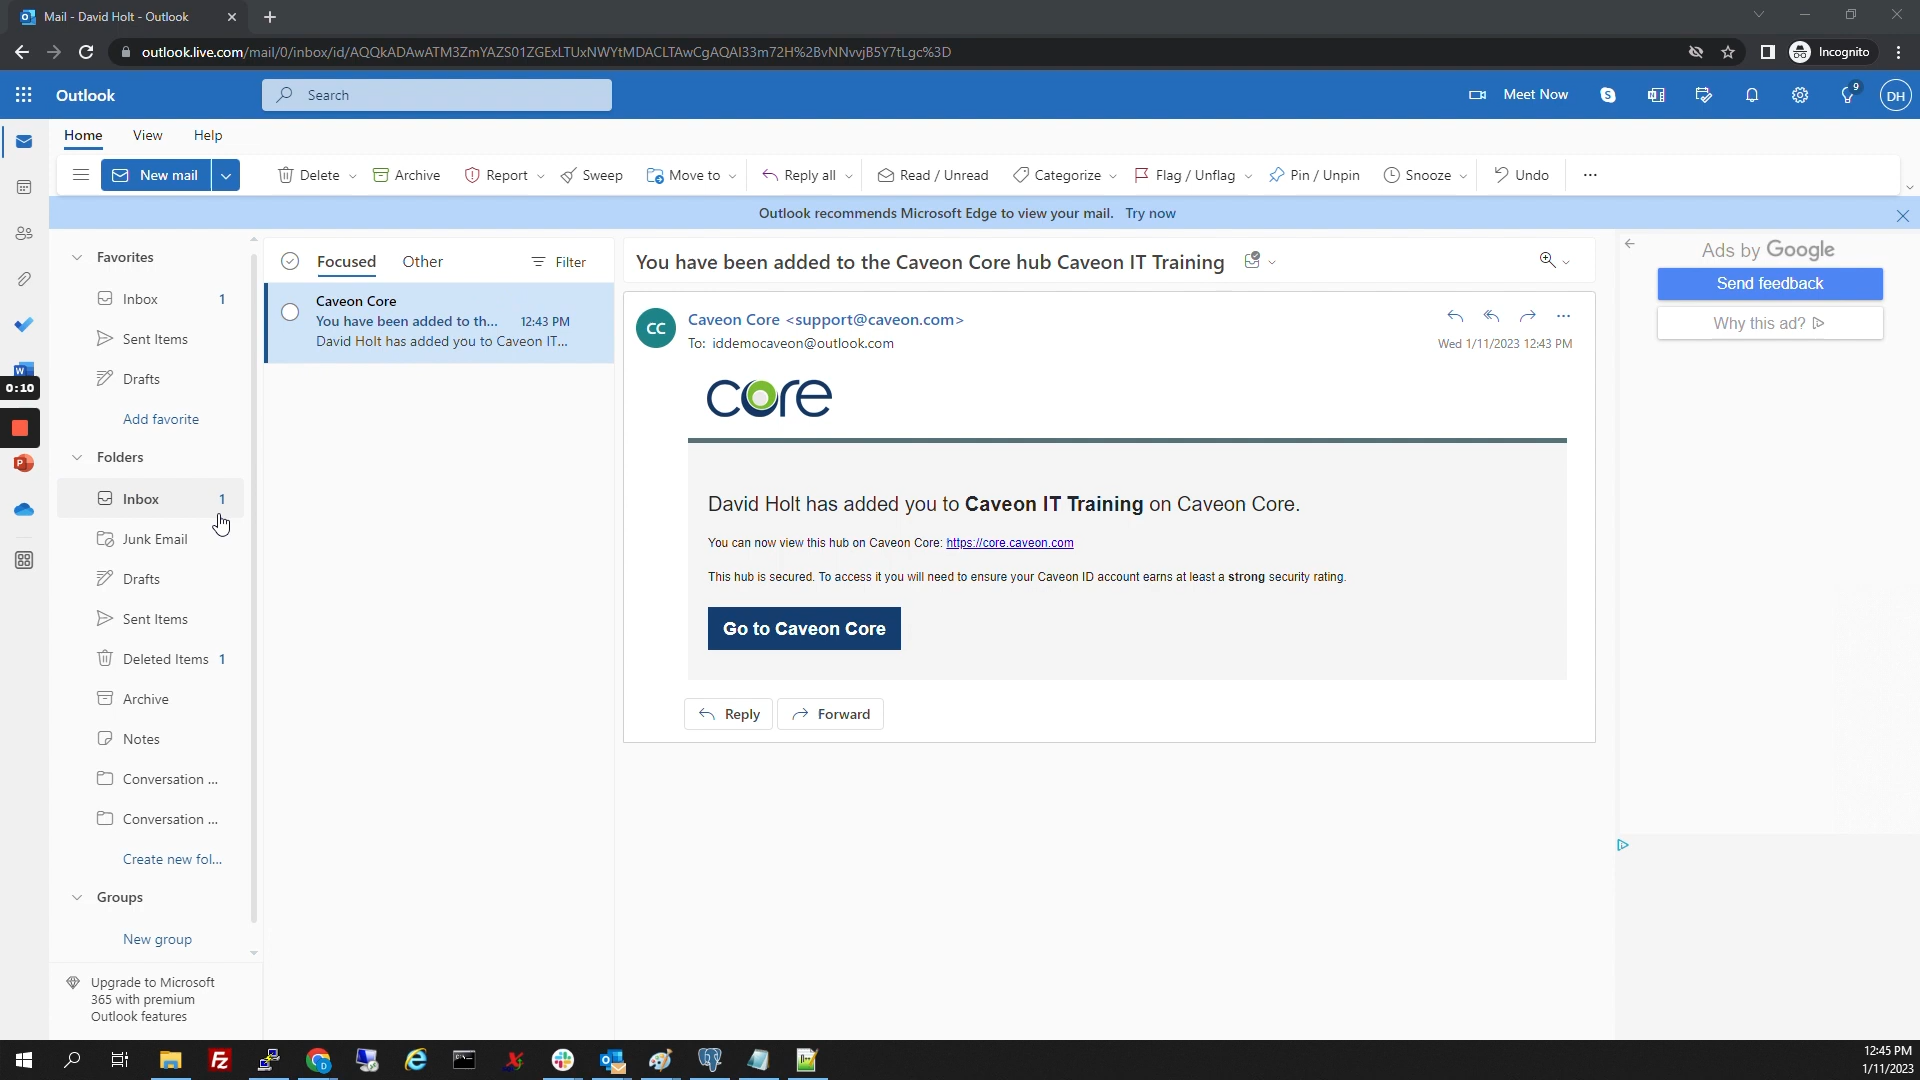 Mail - David Holt - Outlook
outlook.live.com/mail/0/inbox/id/AQQkADAwATM3ZmYAZS01ZGExLTUxNWYtMDACLTAwCgAQAI33m72H%2BvNNvvjB5Y7tLgc%3D
Incognito
Outlook
Search
Meet Now
9
DH
Home
View
Help
New mail
Delete
Archive
Report
Sweep
Move to
Reply all
Read / Unread
Categorize
Flag / Unflag
Pin / Unpin
Snooze
Undo
Outlook recommends Microsoft Edge to view your mail. Try now
Favorites
Inbox 1
Sent Items
Drafts
Add favorite
Folders
Inbox 1
Junk Email
Drafts
Sent Items
Deleted Items 1
Archive
Notes
Conversation ...
Conversation ...
Create new fol...
Groups
New group
Upgrade to Microsoft
365 with premium
Outlook features
0:10
Focused
Other
Filter
Caveon Core
You have been added to th... 12:43 PM
David Holt has added you to Caveon IT...
You have been added to the Caveon Core hub Caveon IT Training
CC
Caveon Core <support@caveon.com>
To: iddemocaveon@outlook.com
Wed 1/11/2023 12:43 PM
core
David Holt has added you to Caveon IT Training on Caveon Core.
You can now view this hub on Caveon Core: https://core.caveon.com
This hub is secured. To access it you will need to ensure your Caveon ID account earns at least a strong security rating.
Go to Caveon Core
Reply
Forward
Ads by Google
Send feedback
Why this ad?
12:45 PM
1/11/2023